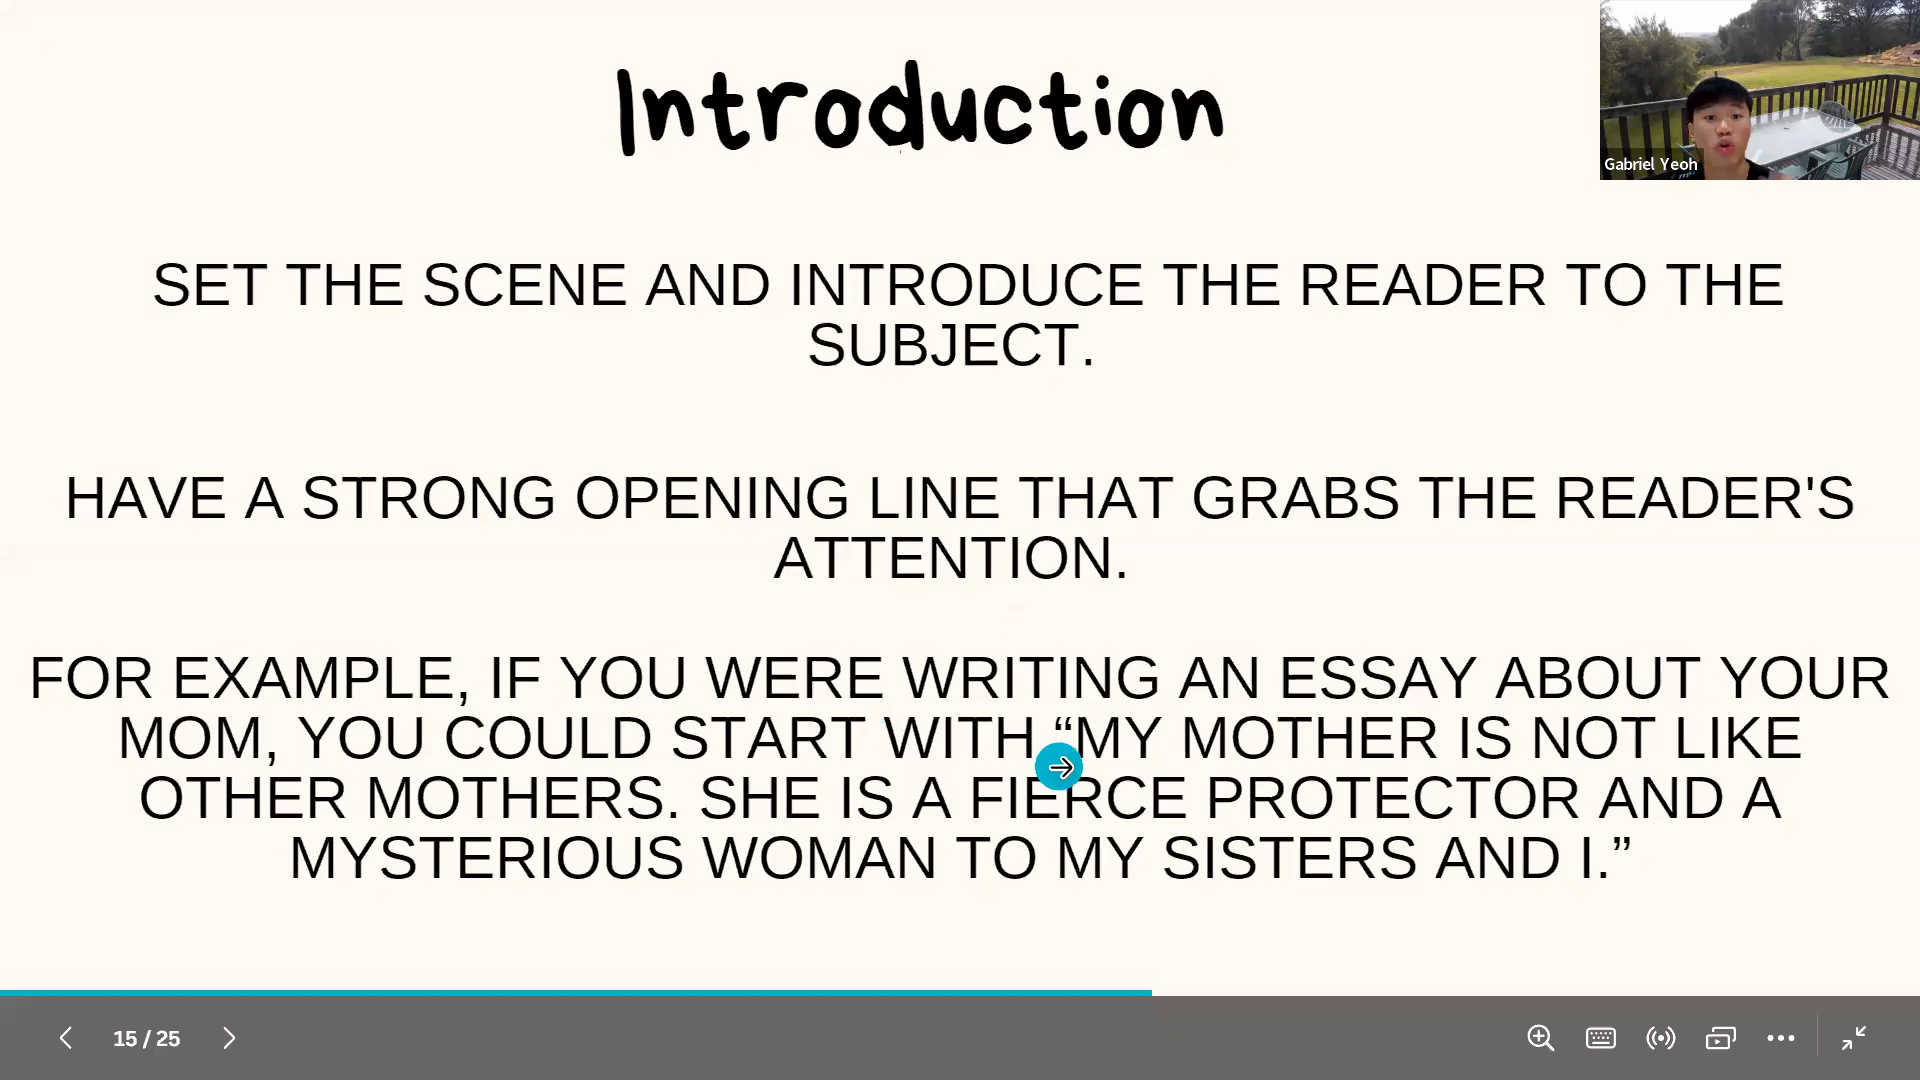 Introduction
Gabriel Yeoh
SET THE SCENE AND INTRODUCE THE READER TO THE
SUBJECT.
HAVE A STRONG OPENING LINE THAT GRABS THE READER'S
ATTENTION.
FOR EXAMPLE, IF YOU WERE WRITING AN ESSAY ABOUT YOUR
MOM, YOU COULD START WITH “MY MOTHER IS NOT LIKE
OTHER MOTHERS. SHE IS A FIERCE PROTECTOR AND A
MYSTERIOUS WOMAN TO MY SISTERS AND I.”
15 / 25